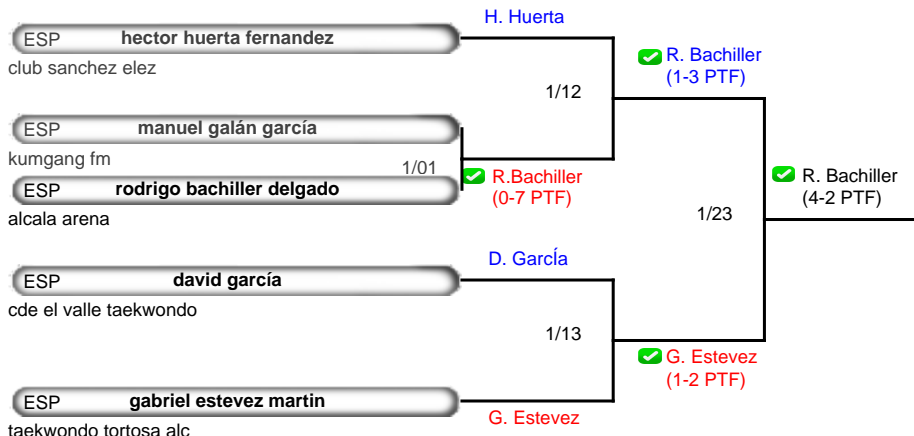 H. Huerta
ESP hector huerta fernandez
club sanchez elez
R. Bachiller
(1-3 PTF)
1/12
ESP manuel galán garcía
kumgang fm
1/01
ESP rodrigo bachiller delgado
R.Bachiller
(0-7 PTF)
alcala arena
R. Bachiller
(4-2 PTF)
1/23
D. GarcÍa
ESP david garcía
cde el valle taekwondo
1/13
G. Estevez
(1-2 PTF)
ESP gabriel estevez martin
G. Estevez
taekwondo tortosa alc